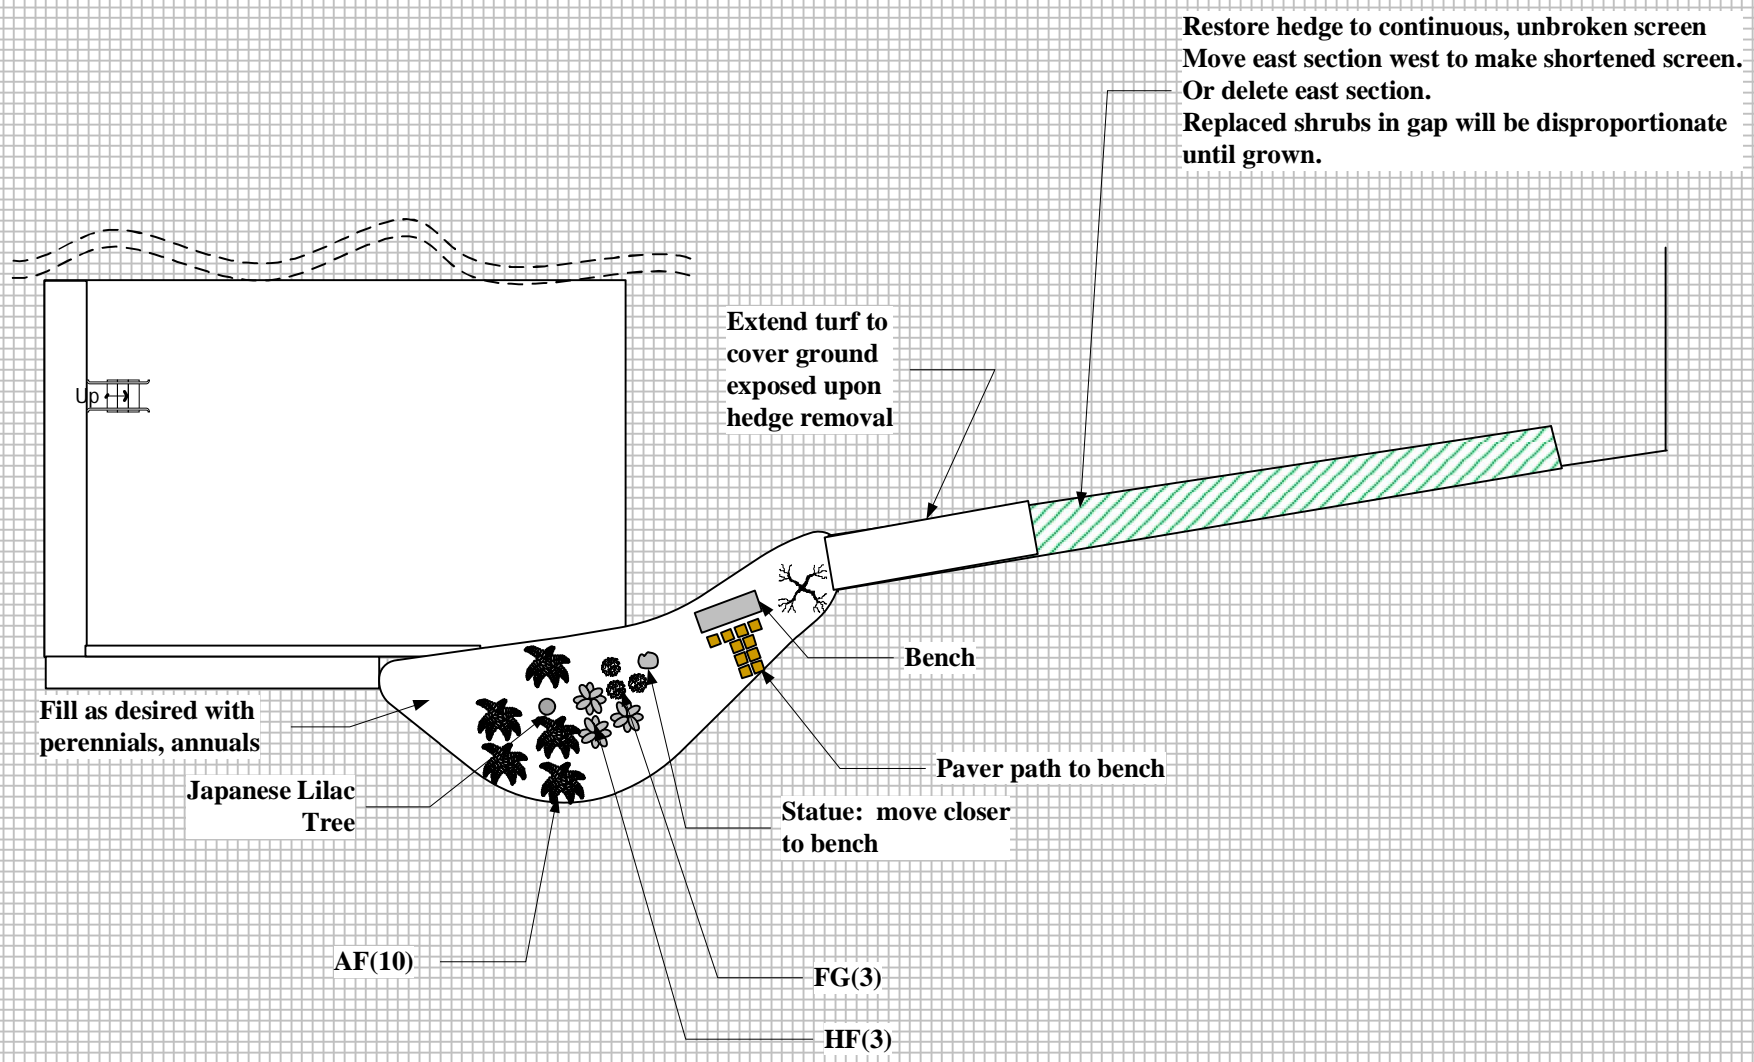 Restore hedge to continuous, unbroken screen
Move east section west to make shortened screen.
Or delete east section.
Replaced shrubs in gap will be disproportionate
until grown.
Extend turf to
cover ground
exposed upon
hedge removal
Up
Bench
Fill as desired with
perennials, annuals
Paver path to bench
Japanese Lilac
Tree
Statue:  move closer
to bench
AF(10)
FG(3)
HF(3)